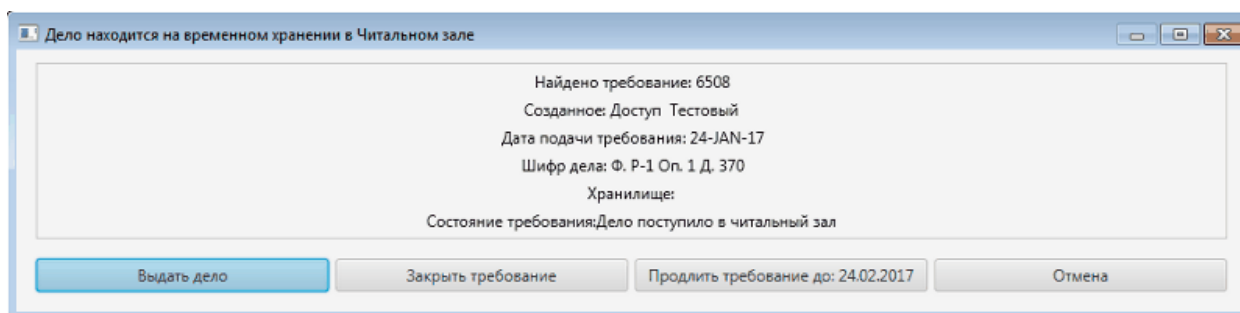 Дело находится на временном хранении в Читальном зале
Найдено требование: 6508
Созданное: Доступ Тестовый
Дата подачи требования: 24-JAN-17
Шифр дела: Ф. Р-1 Оп. 1 Д. 370
Хранилище:
Состояние требования:Дело поступило в читальный зал
Выдать дело Закрыть требование Продлить требование до: 24.02.2017 Отмена